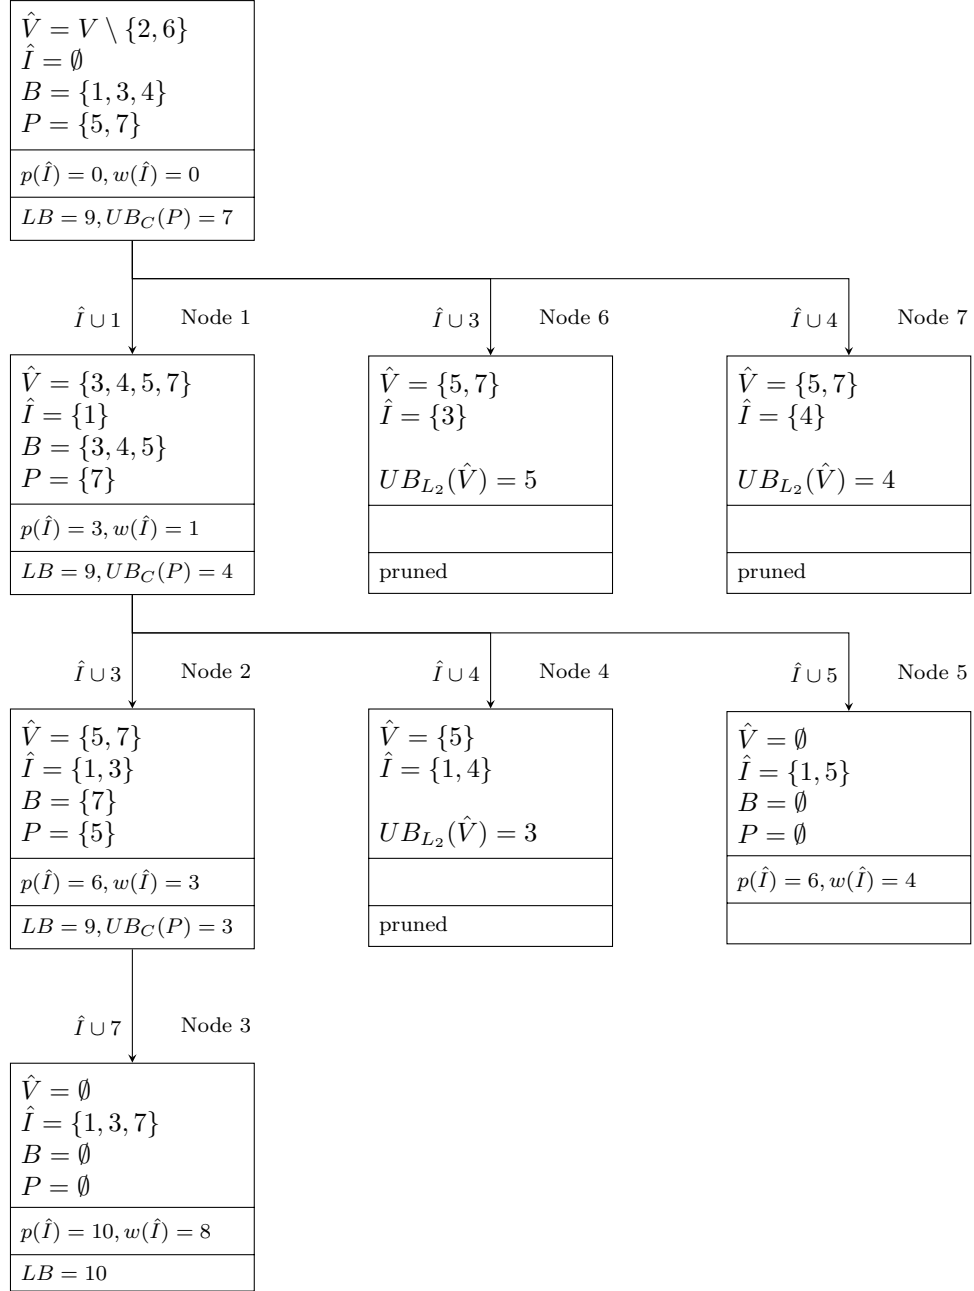 V̂ = V \ {2, 6}
Î = ∅
B = {1, 3, 4}
P = {5, 7}
p(Î) = 0, w(Î) = 0
LB = 9, UB_C(P) = 7
Î ∪ 1 Node 1 Î ∪ 3 Node 6 Î ∪ 4 Node 7
V̂ = {3, 4, 5, 7}
Î = {1}
B = {3, 4, 5}
P = {7}
p(Î) = 3, w(Î) = 1
LB = 9, UB_C(P) = 4
V̂ = {5, 7}
Î = {3}
UB_{L_2}(V̂) = 5
pruned
V̂ = {5, 7}
Î = {4}
UB_{L_2}(V̂) = 4
pruned
Î ∪ 3 Node 2 Î ∪ 4 Node 4 Î ∪ 5 Node 5
V̂ = {5, 7}
Î = {1, 3}
B = {7}
P = {5}
p(Î) = 6, w(Î) = 3
LB = 9, UB_C(P) = 3
V̂ = {5}
Î = {1, 4}
UB_{L_2}(V̂) = 3
pruned
V̂ = ∅
Î = {1, 5}
B = ∅
P = ∅
p(Î) = 6, w(Î) = 4
Î ∪ 7 Node 3
V̂ = ∅
Î = {1, 3, 7}
B = ∅
P = ∅
p(Î) = 10, w(Î) = 8
LB = 10